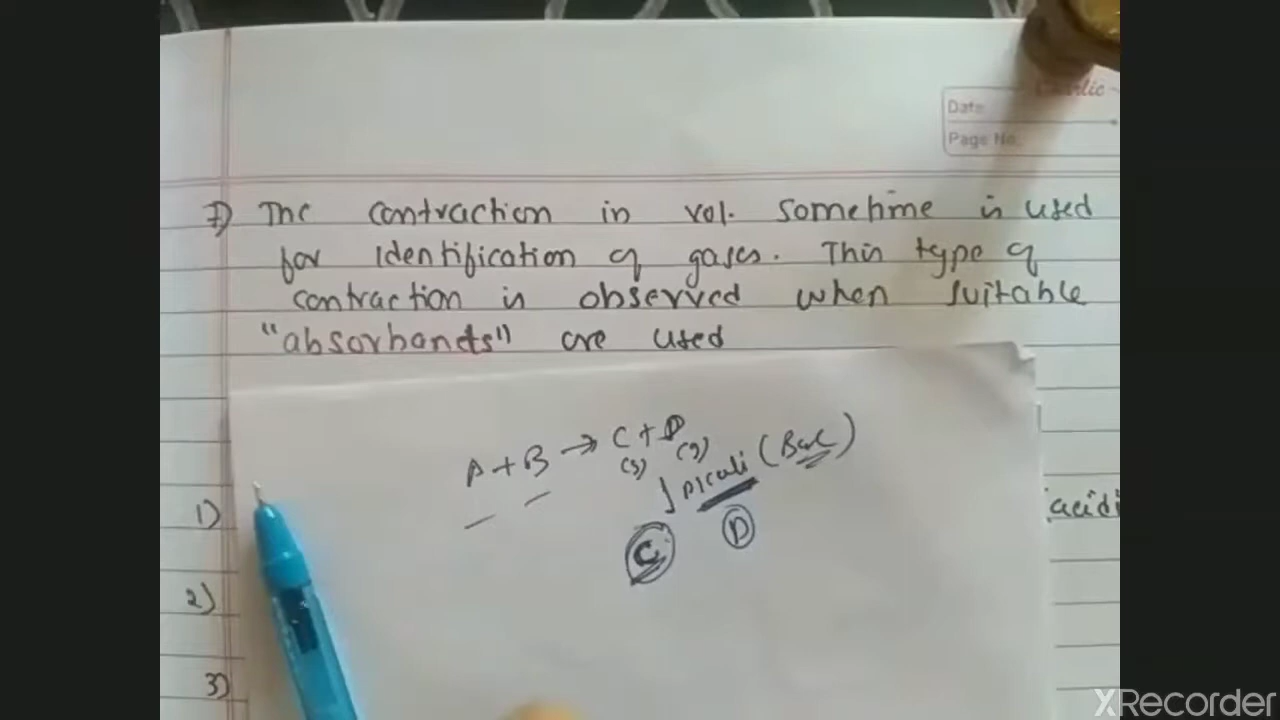 Date
Page No.
7) The contraction in vol. sometime is used
for identification of gases. This type of
contraction is observed when suitable
"absorbants" are used
A + B → C + D
(g) (g)
Alcali (Base)
C D
1) acidi
2)
3)
XRecorder